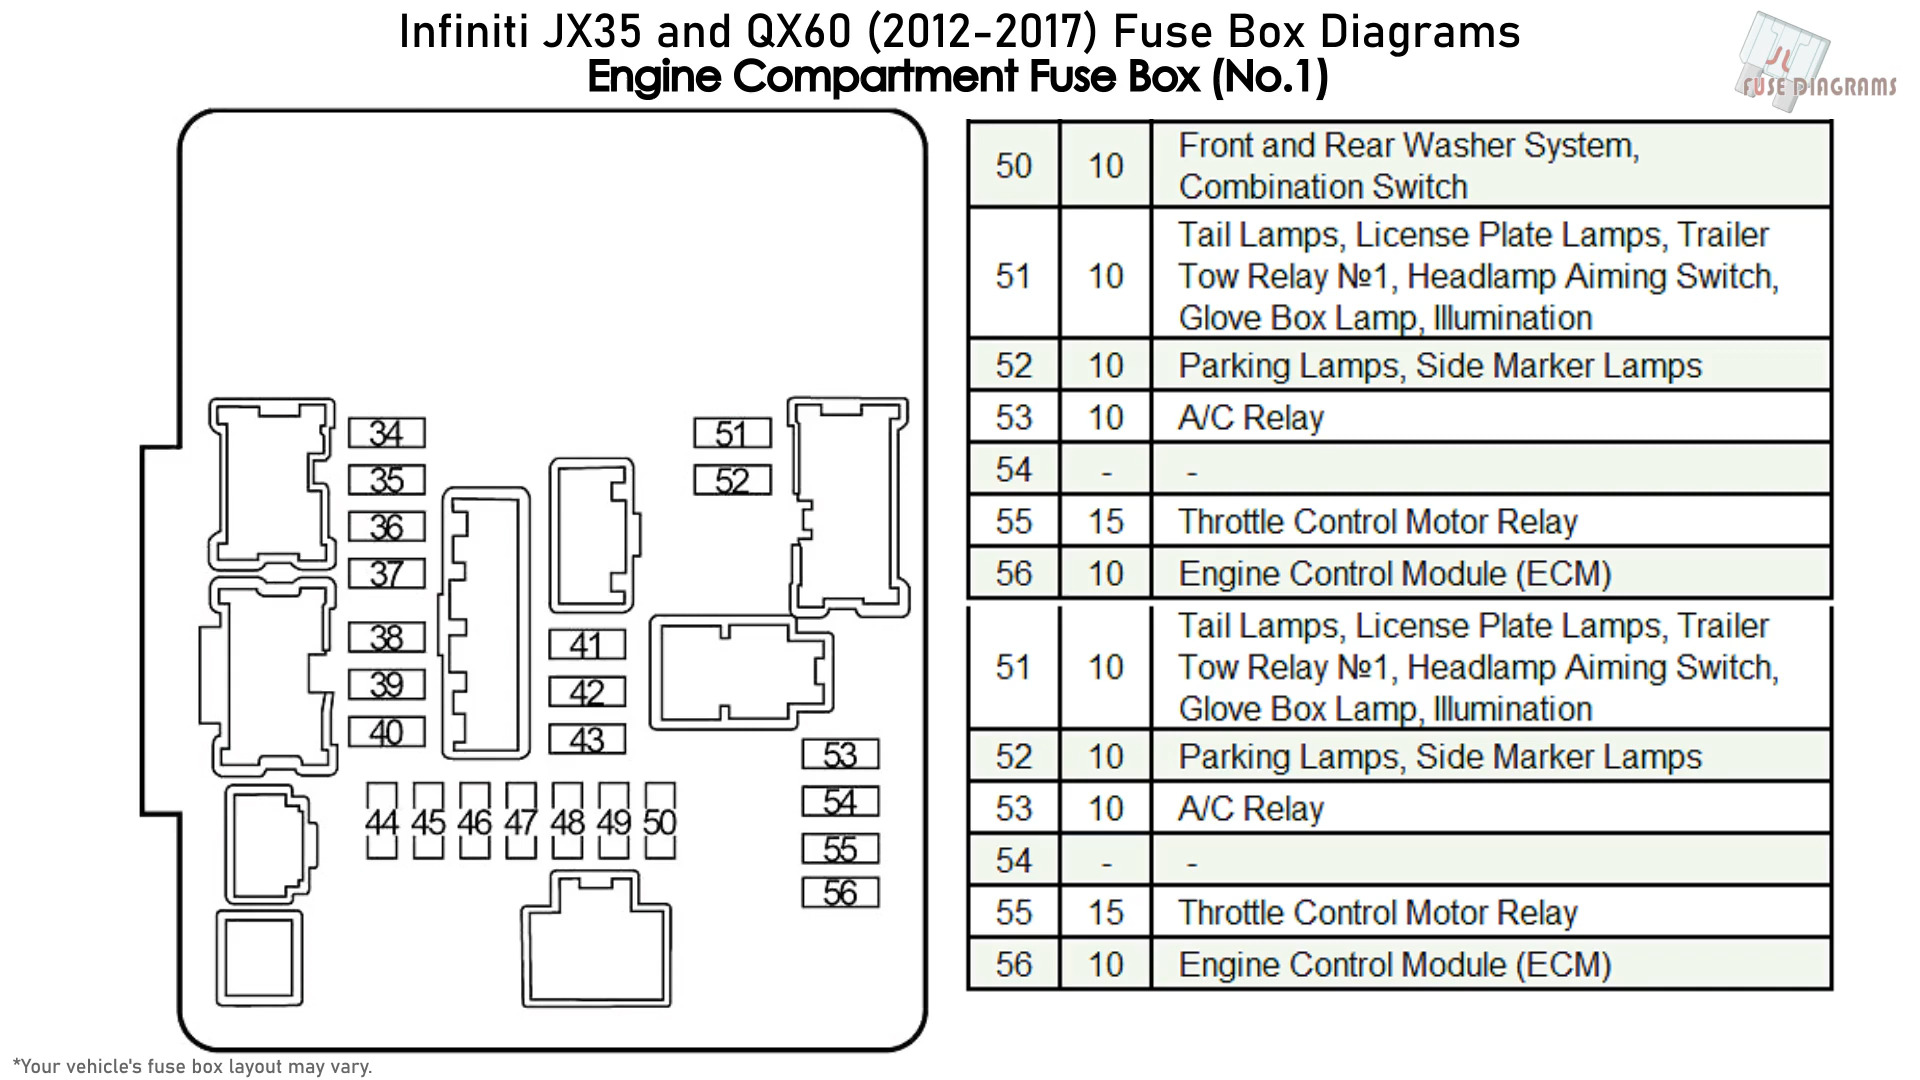 Infiniti JX35 and QX60 (2012-2017) Fuse Box Diagrams
Engine Compartment Fuse Box (No.1)
JL
FUSE DIAGRAMS
34
35
36
37
38
39
40
41
42
43
44 45 46 47 48 49 50
51
52
53
54
55
56
50 10 Front and Rear Washer System,
Combination Switch
51 10 Tail Lamps, License Plate Lamps, Trailer
Tow Relay №1, Headlamp Aiming Switch,
Glove Box Lamp, Illumination
52 10 Parking Lamps, Side Marker Lamps
53 10 A/C Relay
54 - -
55 15 Throttle Control Motor Relay
56 10 Engine Control Module (ECM)
51 10 Tail Lamps, License Plate Lamps, Trailer
Tow Relay №1, Headlamp Aiming Switch,
Glove Box Lamp, Illumination
52 10 Parking Lamps, Side Marker Lamps
53 10 A/C Relay
54 - -
55 15 Throttle Control Motor Relay
56 10 Engine Control Module (ECM)
*Your vehicle's fuse box layout may vary.